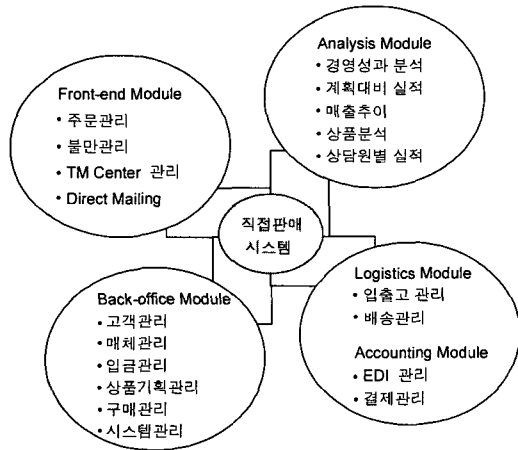 Front-end Module
• 주문관리
• 불만관리
• TM Center 관리
• Direct Mailing
Analysis Module
• 경영성과 분석
• 계획대비 실적
• 매출추이
• 상품분석
• 상담원별 실적
직접판매
시스템
Back-office Module
• 고객관리
• 매체관리
• 입금관리
• 상품기획관리
• 구매관리
• 시스템관리
Logistics Module
• 입출고 관리
• 배송관리
Accounting Module
• EDI 관리
• 결제관리